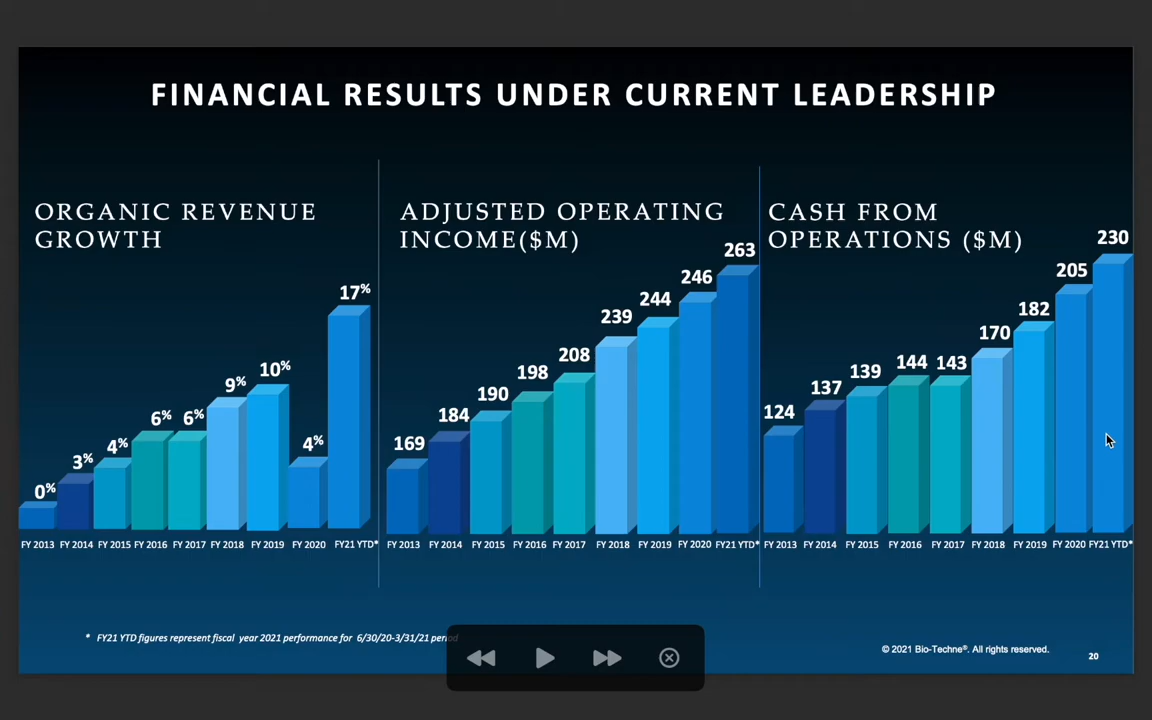 FINANCIAL RESULTS UNDER CURRENT LEADERSHIP
ORGANIC REVENUE
GROWTH
0%
3%
4%
6%
6%
9%
10%
4%
17%
FY 2013
FY 2014
FY 2015
FY 2016
FY 2017
FY 2018
FY 2019
FY 2020
FY21 YTD*
ADJUSTED OPERATING
INCOME($M)
169
184
190
198
208
239
244
246
263
FY 2013
FY 2014
FY 2015
FY 2016
FY 2017
FY 2018
FY 2019
FY 2020
FY21 YTD*
CASH FROM
OPERATIONS ($M)
124
137
139
144
143
170
182
205
230
FY 2013
FY 2014
FY 2015
FY 2016
FY 2017
FY 2018
FY 2019
FY 2020
FY21 YTD*
* FY21 YTD figures represent fiscal year 2021 performance for 6/30/20-3/31/21 period
© 2021 Bio-Techne®. All rights reserved.
20